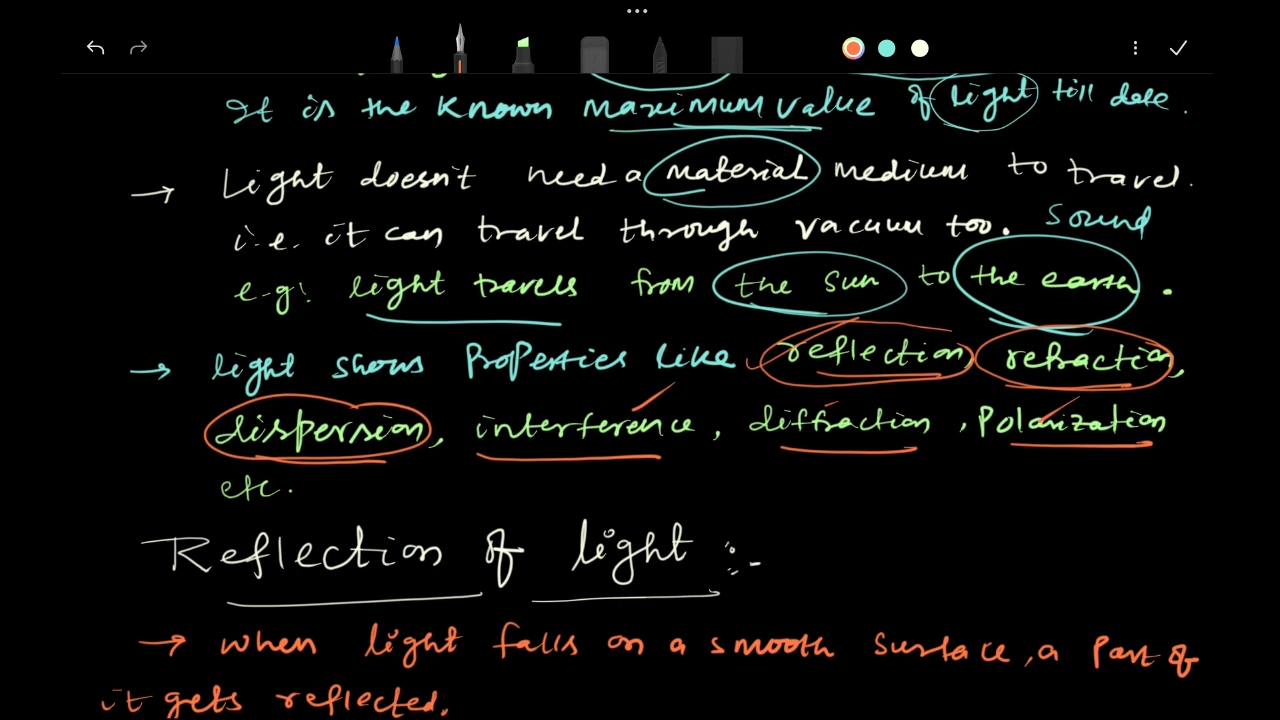 It is the known maximum value of light till date.
→ Light doesn't need a material medium to travel.
i.e. it can travel through vacuum too. Sound
e.g: light travels from the sun to the earth.
→ light shows Properties like reflection, refraction,
dispersion, interference, diffraction, Polarization
etc.
Reflection of light :-
→ when light falls on a smooth surface, a part of
it gets reflected.